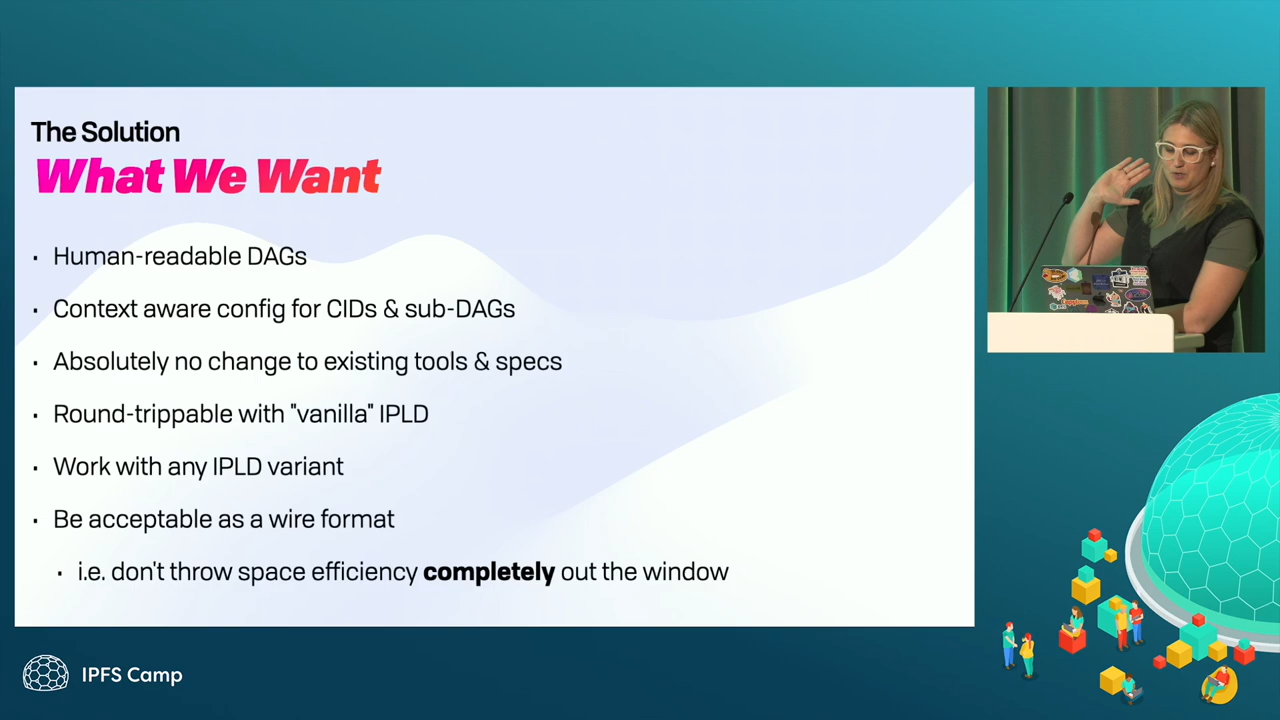 The Solution
What We Want
· Human-readable DAGs
· Context aware config for CIDs & sub-DAGs
· Absolutely no change to existing tools & specs
· Round-trippable with "vanilla" IPLD
· Work with any IPLD variant
· Be acceptable as a wire format
· i.e. don't throw space efficiency completely out the window
IPFS Camp